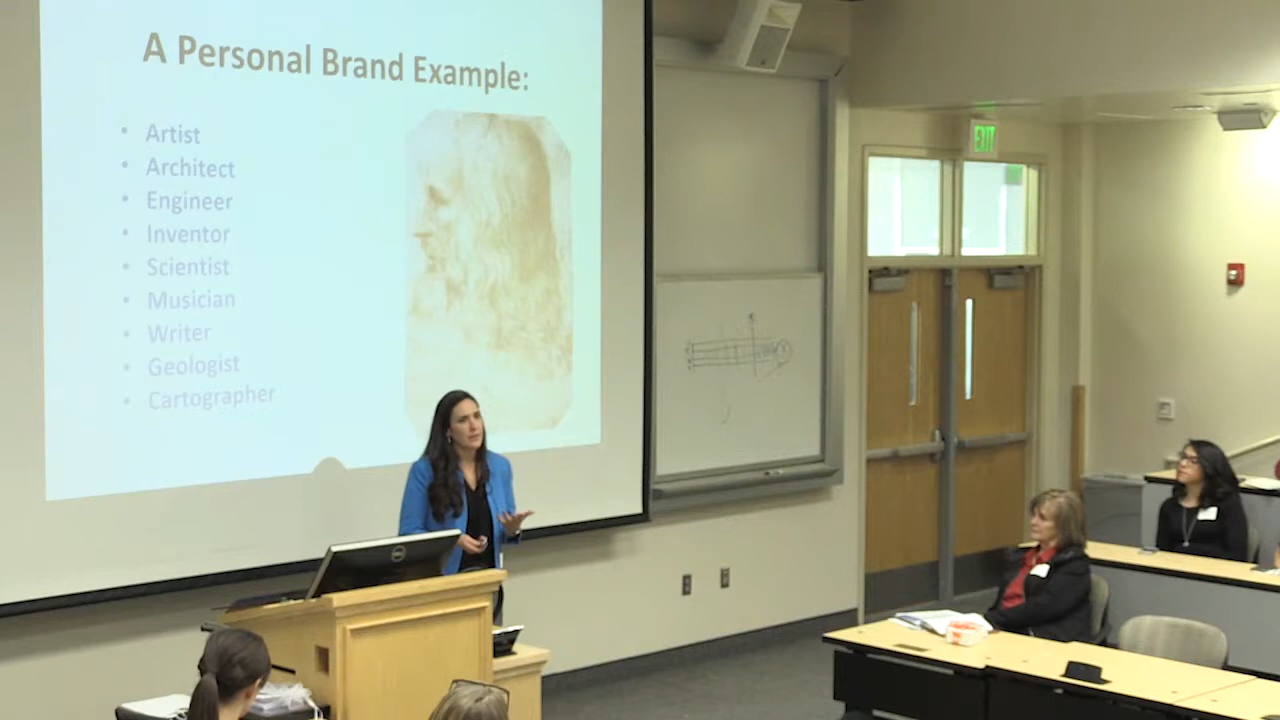 A Personal Brand Example:
• Artist
• Architect
• Engineer
• Inventor
• Scientist
• Musician
• Writer
• Geologist
• Cartographer
EXIT
DELL